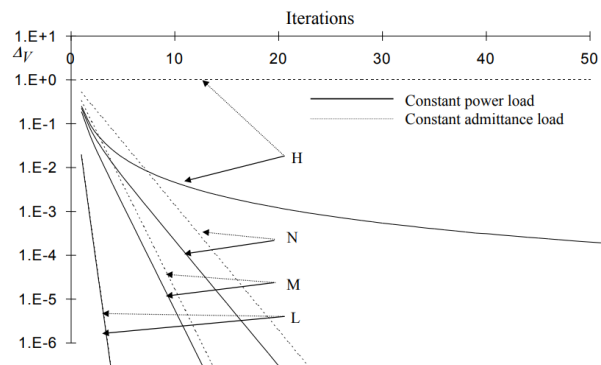 Iterations
1.E+1
0 10 20 30 40 50
ΔV
1.E+0
1.E-1
Constant power load
Constant admittance load
1.E-2
H
1.E-3
N
1.E-4
M
1.E-5
L
1.E-6